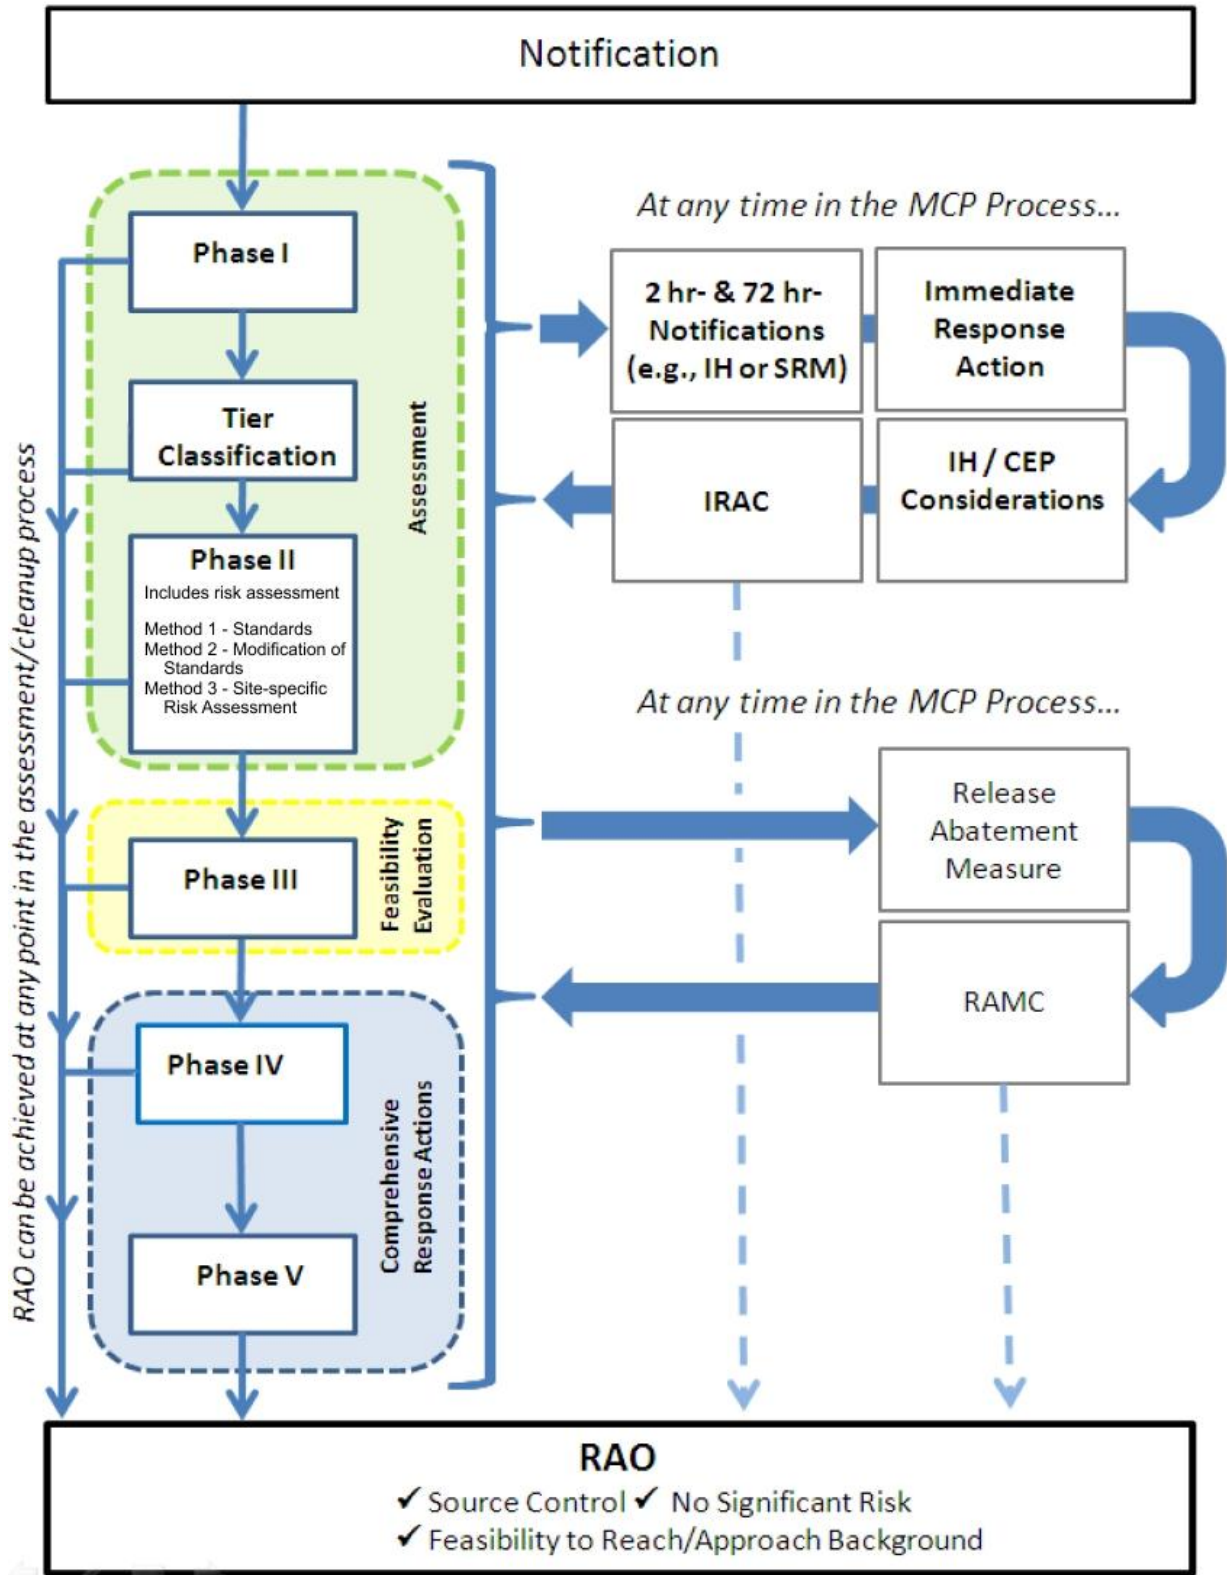 Notification
Phase I
Tier
Classification
Phase II
Includes risk assessment
Method 1 - Standards
Method 2 - Modification of
Standards
Method 3 - Site-specific
Risk Assessment
Assessment
Phase III
Feasibility
Evaluation
Phase IV
Phase V
Comprehensive
Response Actions
RAO can be achieved at any point in the assessment/cleanup process
At any time in the MCP Process...
2 hr- & 72 hr-
Notifications
(e.g., IH or SRM)
Immediate
Response
Action
IRAC
IH / CEP
Considerations
At any time in the MCP Process...
Release
Abatement
Measure
RAMC
RAO
✓ Source Control ✓ No Significant Risk
✓ Feasibility to Reach/Approach Background